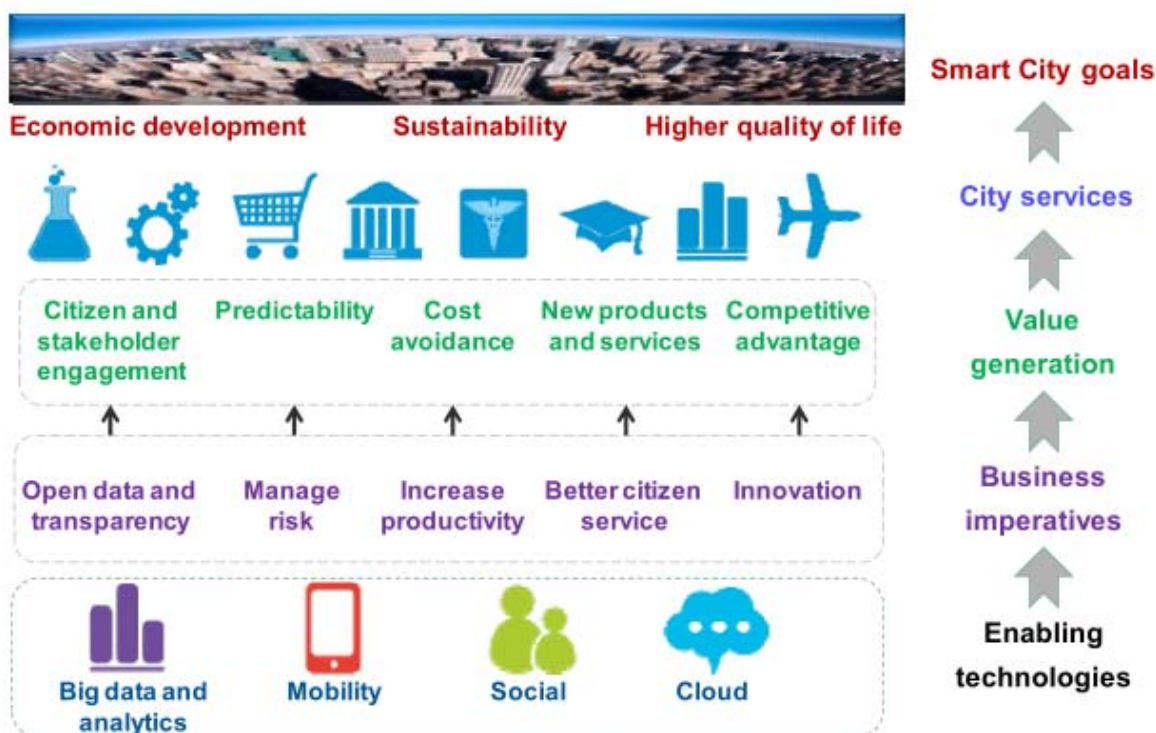 Smart City goals
Economic development Sustainability Higher quality of life
City services
Citizen and Predictability Cost New products Competitive
stakeholder avoidance and services advantage
engagement
Value
generation
Open data and Manage Increase Better citizen Innovation
transparency risk productivity service
Business
imperatives
Big data and Mobility Social Cloud
analytics
Enabling
technologies